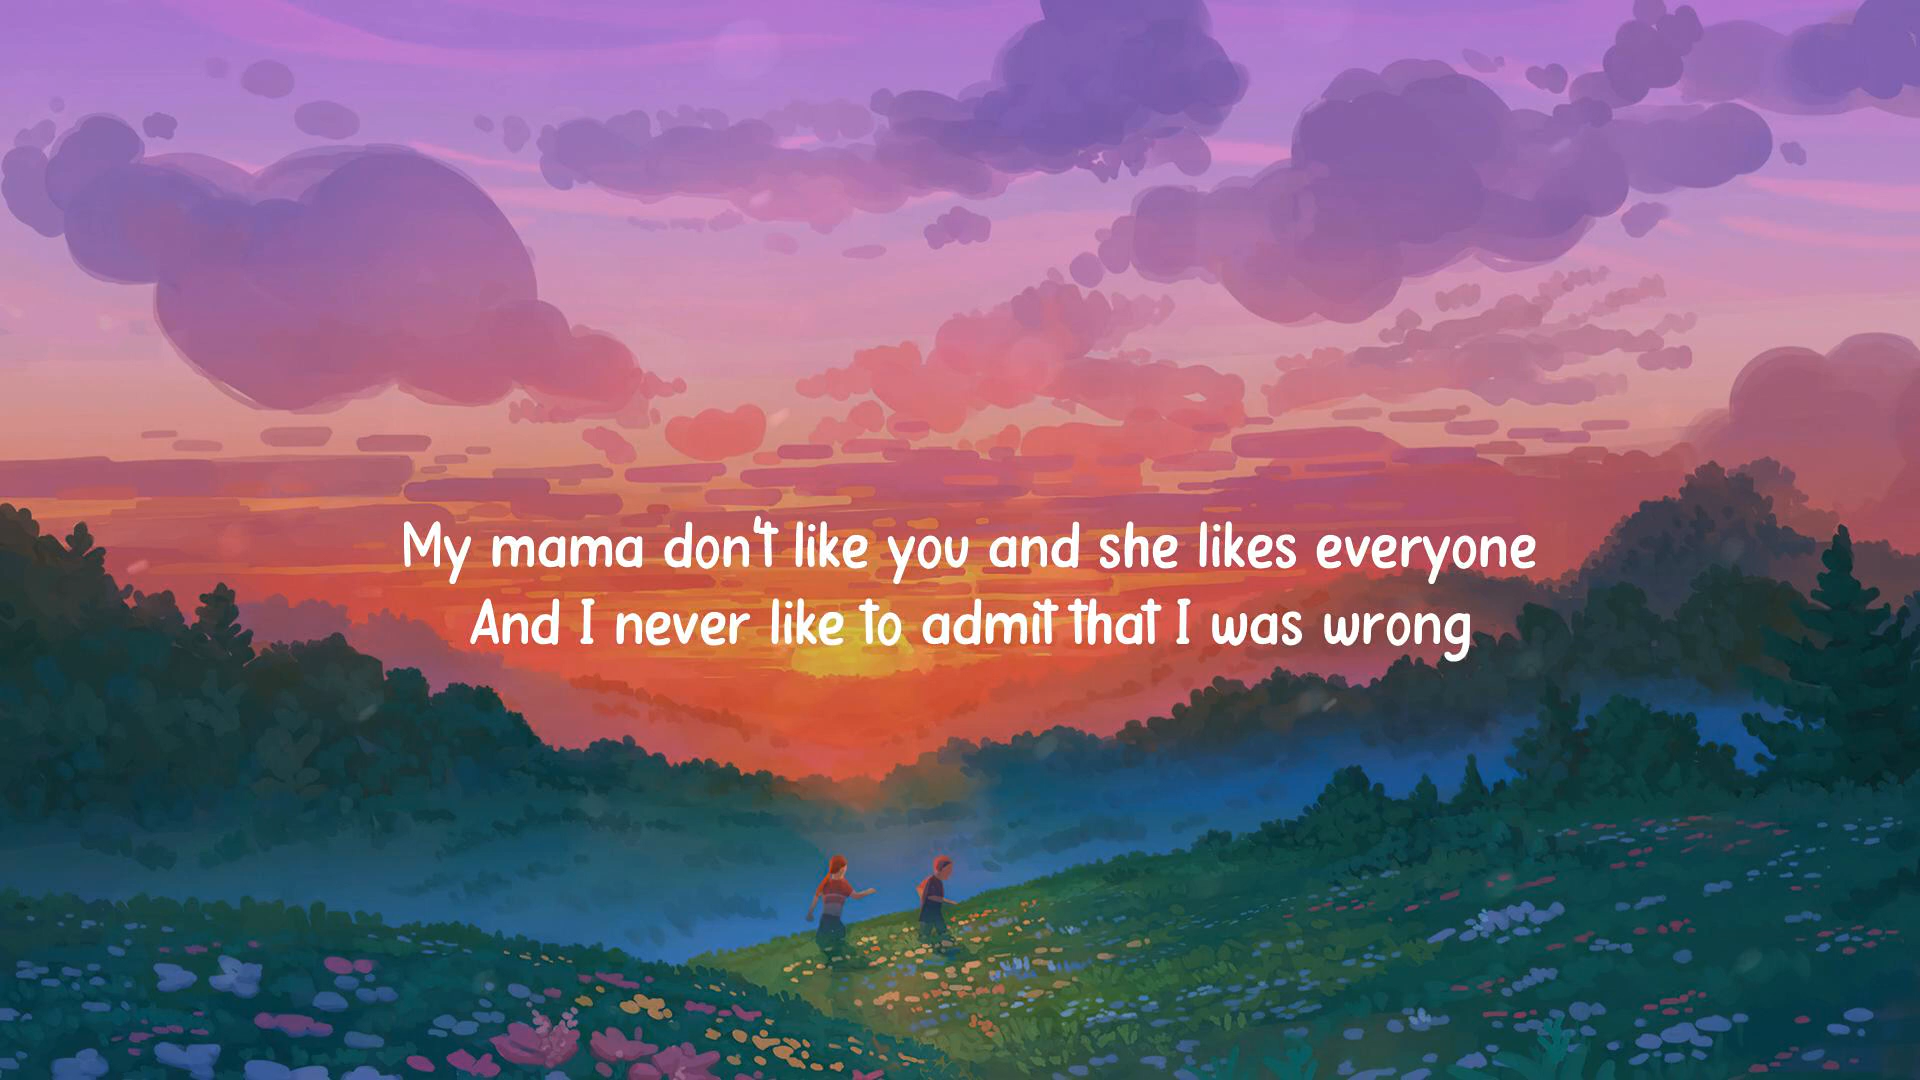 My mama don't like you and she likes everyone
And I never like to admit that I was wrong